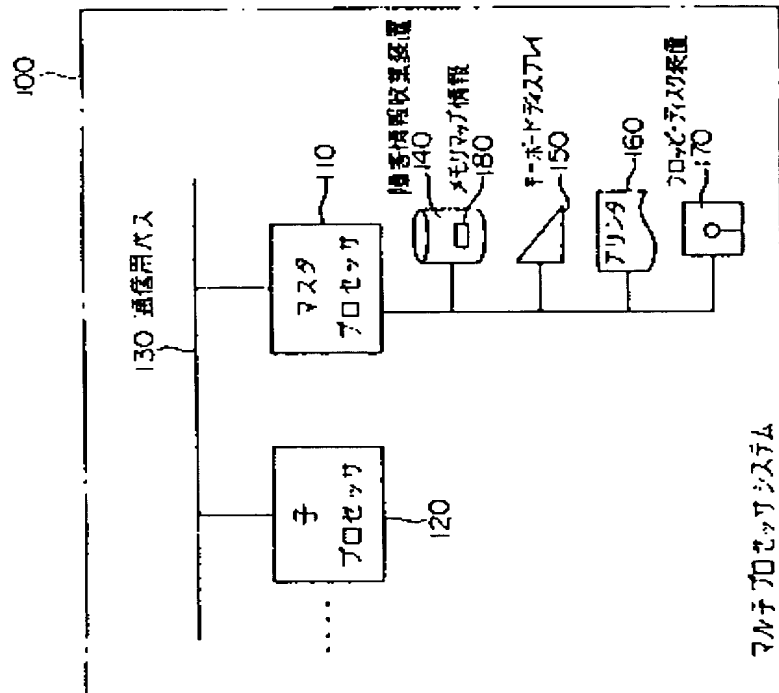 100
130 通信用バス
マスタ
プロセッサ
110
子
プロセッサ
120
....
障害情報収集装置
140
メモリマップ情報
180
キーボードディスプレイ
150
プリンタ
160
フロッピーディスク装置
170
マルチプロセッサシステム